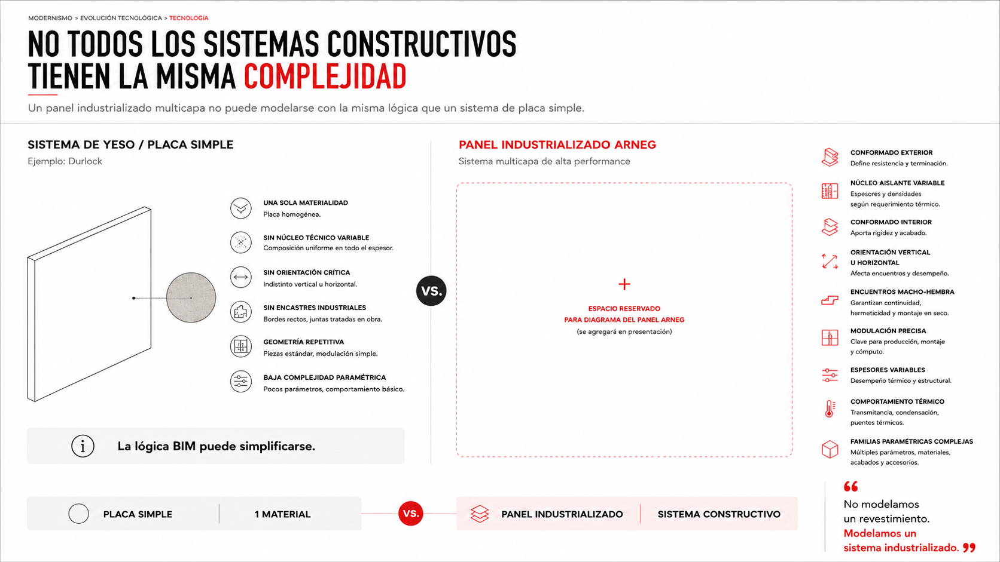 MODERNISMO > EVOLUCIÓN TECNOLÓGICA > TECNOLOGÍA
NO TODOS LOS SISTEMAS CONSTRUCTIVOS
TIENEN LA MISMA COMPLEJIDAD
Un panel industrializado multicapa no puede modelarse con la misma lógica que un sistema de placa simple.
SISTEMA DE YESO / PLACA SIMPLE
Ejemplo: Durlock
UNA SOLA MATERIALIDAD
Placa homogénea.
SIN NÚCLEO TÉCNICO VARIABLE
Composición uniforme en todo el espesor.
SIN ORIENTACIÓN CRÍTICA
Indistinto vertical u horizontal.
SIN ENCASTRES INDUSTRIALES
Bordes rectos, juntas tratadas en obra.
GEOMETRÍA REPETITIVA
Piezas estándar, modulación simple.
BAJA COMPLEJIDAD PARAMÉTRICA
Pocos parámetros, comportamiento básico.
i
La lógica BIM puede simplificarse.
VS.
PANEL INDUSTRIALIZADO ARNEG
Sistema multicapa de alta performance
+
ESPACIO RESERVADO
PARA DIAGRAMA DEL PANEL ARNEG
(se agregará en presentación)
CONFORMADO EXTERIOR
Define resistencia y terminación.
NÚCLEO AISLANTE VARIABLE
Espesores y densidades
según requerimiento térmico.
CONFORMADO INTERIOR
Aporta rigidez y acabado.
ORIENTACIÓN VERTICAL
U HORIZONTAL
Afecta encuentros y desempeño.
ENCUENTROS MACHO-HEMBRA
Garantizan continuidad,
hermeticidad y montaje en seco.
MODULACIÓN PRECISA
Clave para producción, montaje
y cómputo.
ESPESORES VARIABLES
Desempeño térmico y estructural.
COMPORTAMIENTO TÉRMICO
Transmitancia, condensación,
puentes térmicos.
FAMILIAS PARAMÉTRICAS COMPLEJAS
Múltiples parámetros, materiales,
acabados y accesorios.
PLACA SIMPLE
1 MATERIAL
VS.
PANEL INDUSTRIALIZADO
SISTEMA CONSTRUCTIVO
“
No modelamos
un revestimiento.
Modelamos un
sistema industrializado. ”